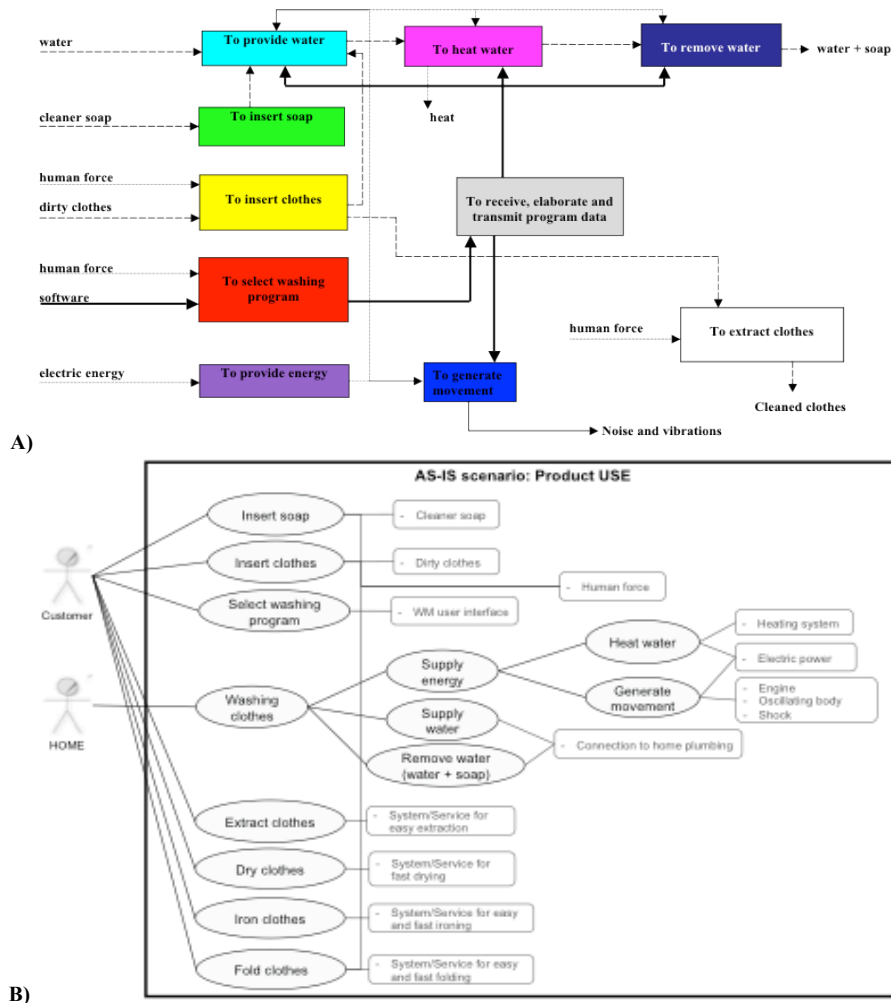 water
To provide water
To heat water
To remove water
water + soap
cleaner soap
To insert soap
heat
human force
dirty clothes
To insert clothes
To receive, elaborate and
transmit program data
human force
software
To select washing
program
human force
To extract clothes
electric energy
To provide energy
To generate
movement
Cleaned clothes
Noise and vibrations
A)
AS-IS scenario: Product USE
Insert soap
- Cleaner soap
Insert clothes
- Dirty clothes
- Human force
Customer
Select washing
program
- WM user interface
Heat water
- Heating system
Supply
energy
- Electric power
Generate
movement
- Engine
- Oscillating body
- Shock
HOME
Washing
clothes
Supply
water
- Connection to home plumbing
Remove water
(water + soap)
Extract clothes
- System/Service for
easy extraction
Dry clothes
- System/Service for
fast drying
Iron clothes
- System/Service for easy
and fast ironing
Fold clothes
- System/Service for easy
and fast folding
B)